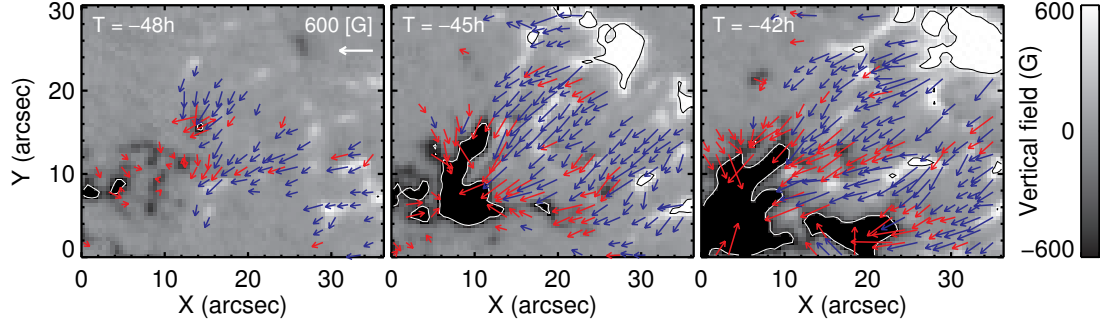 T = −48h 600 [G]
T = −45h
T = −42h
30
20
10
0
Y (arcsec)
0 10 20 30
0 10 20 30
0 10 20 30
X (arcsec)
X (arcsec)
X (arcsec)
600
0
−600
Vertical field (G)